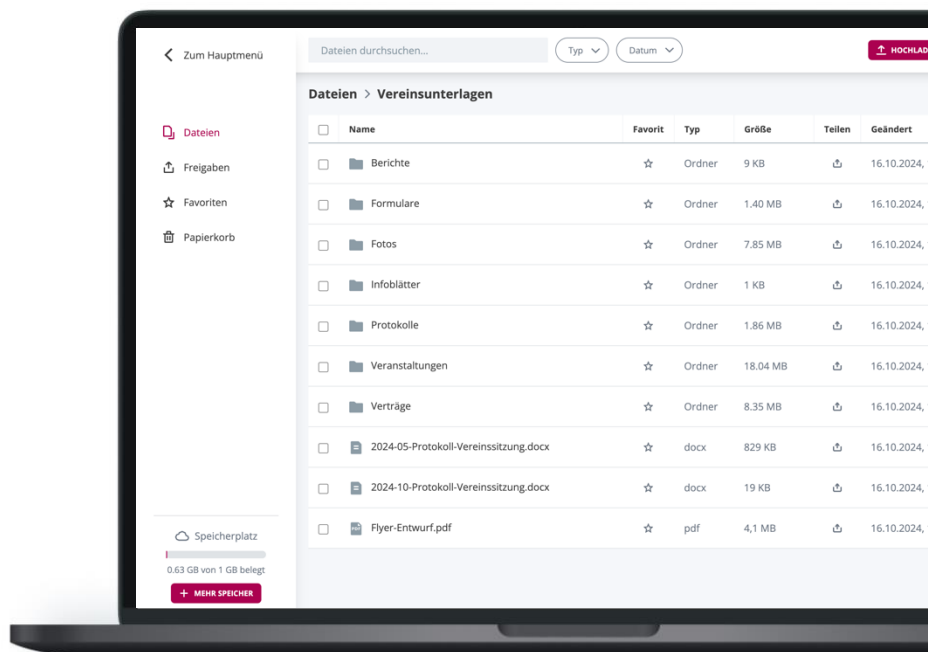 Zum Hauptmenü
Dateien durchsuchen...
Typ
Datum
HOCHLAD
Dateien > Vereinsunterlagen
Dateien
Freigaben
Favoriten
Papierkorb
Name Favorit Typ Größe Teilen Geändert
Berichte Ordner 9 KB 16.10.2024,
Formulare Ordner 1.40 MB 16.10.2024,
Fotos Ordner 7.85 MB 16.10.2024,
Infoblätter Ordner 1 KB 16.10.2024,
Protokolle Ordner 1.86 MB 16.10.2024,
Veranstaltungen Ordner 18.04 MB 16.10.2024,
Verträge Ordner 8.35 MB 16.10.2024,
2024-05-Protokoll-Vereinssitzung.docx docx 829 KB 16.10.2024,
2024-10-Protokoll-Vereinssitzung.docx docx 19 KB 16.10.2024,
Flyer-Entwurf.pdf pdf 4,1 MB 16.10.2024,
Speicherplatz
0.63 GB von 1 GB belegt
+ MEHR SPEICHER